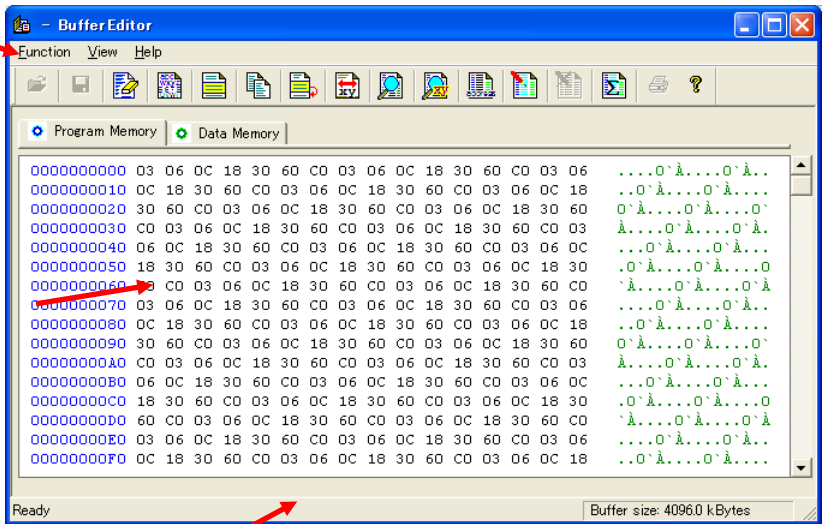 - BufferEditor
Function View Help
Program Memory Data Memory
0000000000 03 06 0C 18 30 60 C0 03 06 0C 18 30 60 C0 03 06 ....0`À....0`À..
0000000010 0C 18 30 60 C0 03 06 0C 18 30 60 C0 03 06 0C 18 ..0`À....0`À....
0000000020 30 60 C0 03 06 0C 18 30 60 C0 03 06 0C 18 30 60 0`À....0`À....0`
0000000030 C0 03 06 0C 18 30 60 C0 03 06 0C 18 30 60 C0 03 À....0`À....0`À.
0000000040 06 0C 18 30 60 C0 03 06 0C 18 30 60 C0 03 06 0C ...0`À....0`À...
0000000050 18 30 60 C0 03 06 0C 18 30 60 C0 03 06 0C 18 30 .0`À....0`À....0
0000000060 C0 03 06 0C 18 30 60 C0 03 06 0C 18 30 60 C0 `À....0`À....0`À
0000000070 03 06 0C 18 30 60 C0 03 06 0C 18 30 60 C0 03 06 ....0`À....0`À..
0000000080 0C 18 30 60 C0 03 06 0C 18 30 60 C0 03 06 0C 18 ..0`À....0`À....
0000000090 30 60 C0 03 06 0C 18 30 60 C0 03 06 0C 18 30 60 0`À....0`À....0`
00000000A0 C0 03 06 0C 18 30 60 C0 03 06 0C 18 30 60 C0 03 À....0`À....0`À.
00000000B0 06 0C 18 30 60 C0 03 06 0C 18 30 60 C0 03 06 0C ...0`À....0`À...
00000000C0 18 30 60 C0 03 06 0C 18 30 60 C0 03 06 0C 18 30 .0`À....0`À....0
00000000D0 60 C0 03 06 0C 18 30 60 C0 03 06 0C 18 30 60 C0 `À....0`À....0`À
00000000E0 03 06 0C 18 30 60 C0 03 06 0C 18 30 60 C0 03 06 ....0`À....0`À..
00000000F0 0C 18 30 60 C0 03 06 0C 18 30 60 C0 03 06 0C 18 ..0`À....0`À....
Ready Buffer size: 4096.0 kBytes